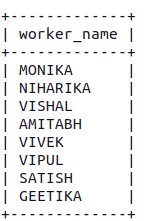 +-------------+
| worker_name |
+-------------+
| MONIKA      |
| NIHARIKA    |
| VISHAL      |
| AMITABH     |
| VIVEK       |
| VIPUL       |
| SATISH      |
| GEETIKA     |
+-------------+